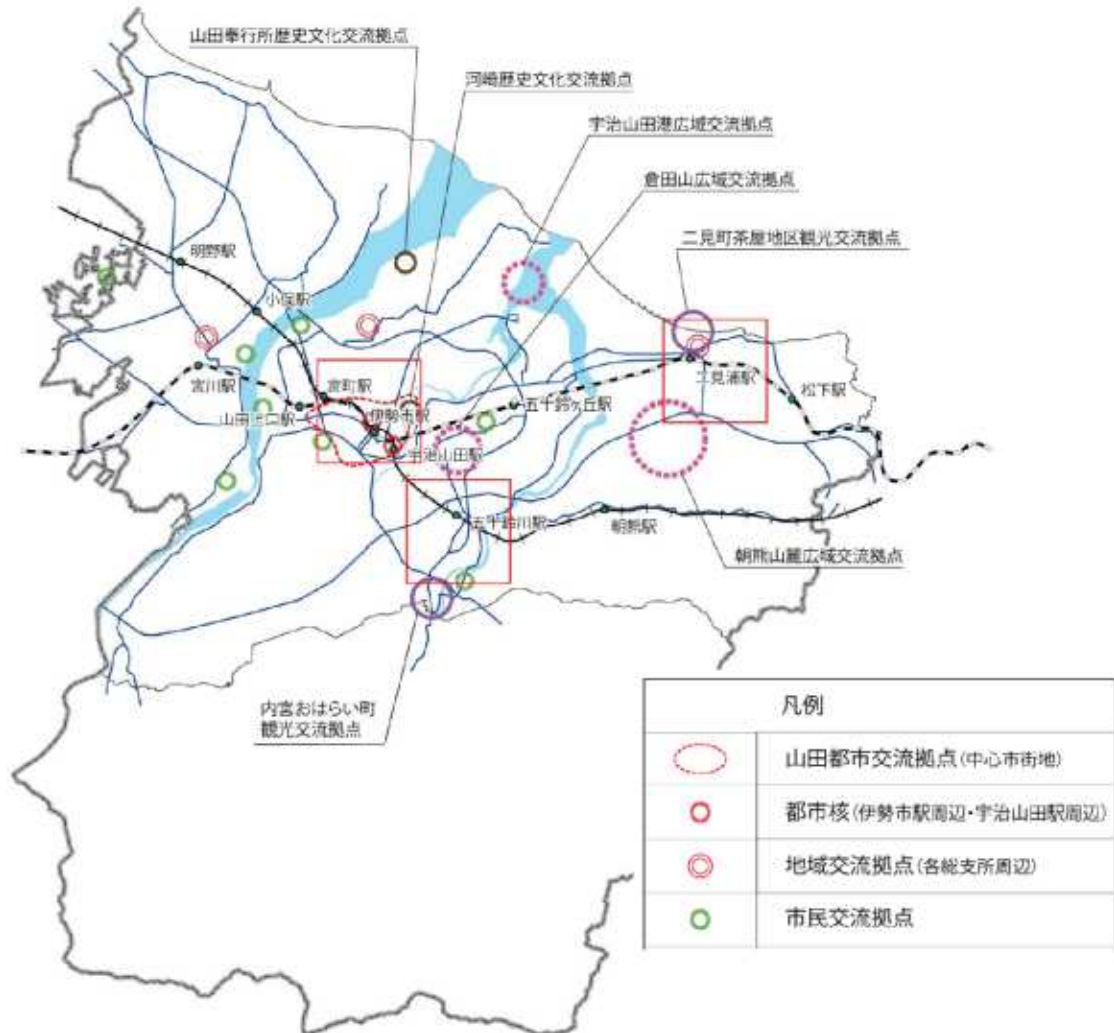 山田奉行所歴史文化交流拠点
河崎歴史文化交流拠点
宇治山田港広域交流拠点
倉田山広域交流拠点
二見町茶屋地区観光交流拠点
明野駅
小俣駅
宮川駅
宮町駅
山田上口駅
伊勢市駅
宇治山田駅
五十鈴ヶ丘駅
二見浦駅
松下駅
五十鈴川駅
朝熊駅
朝熊山麓広域交流拠点
内宮おはらい町
観光交流拠点
凡例
山田都市交流拠点(中心市街地)
都市核(伊勢市駅周辺・宇治山田駅周辺)
地域交流拠点(各総支所周辺)
市民交流拠点